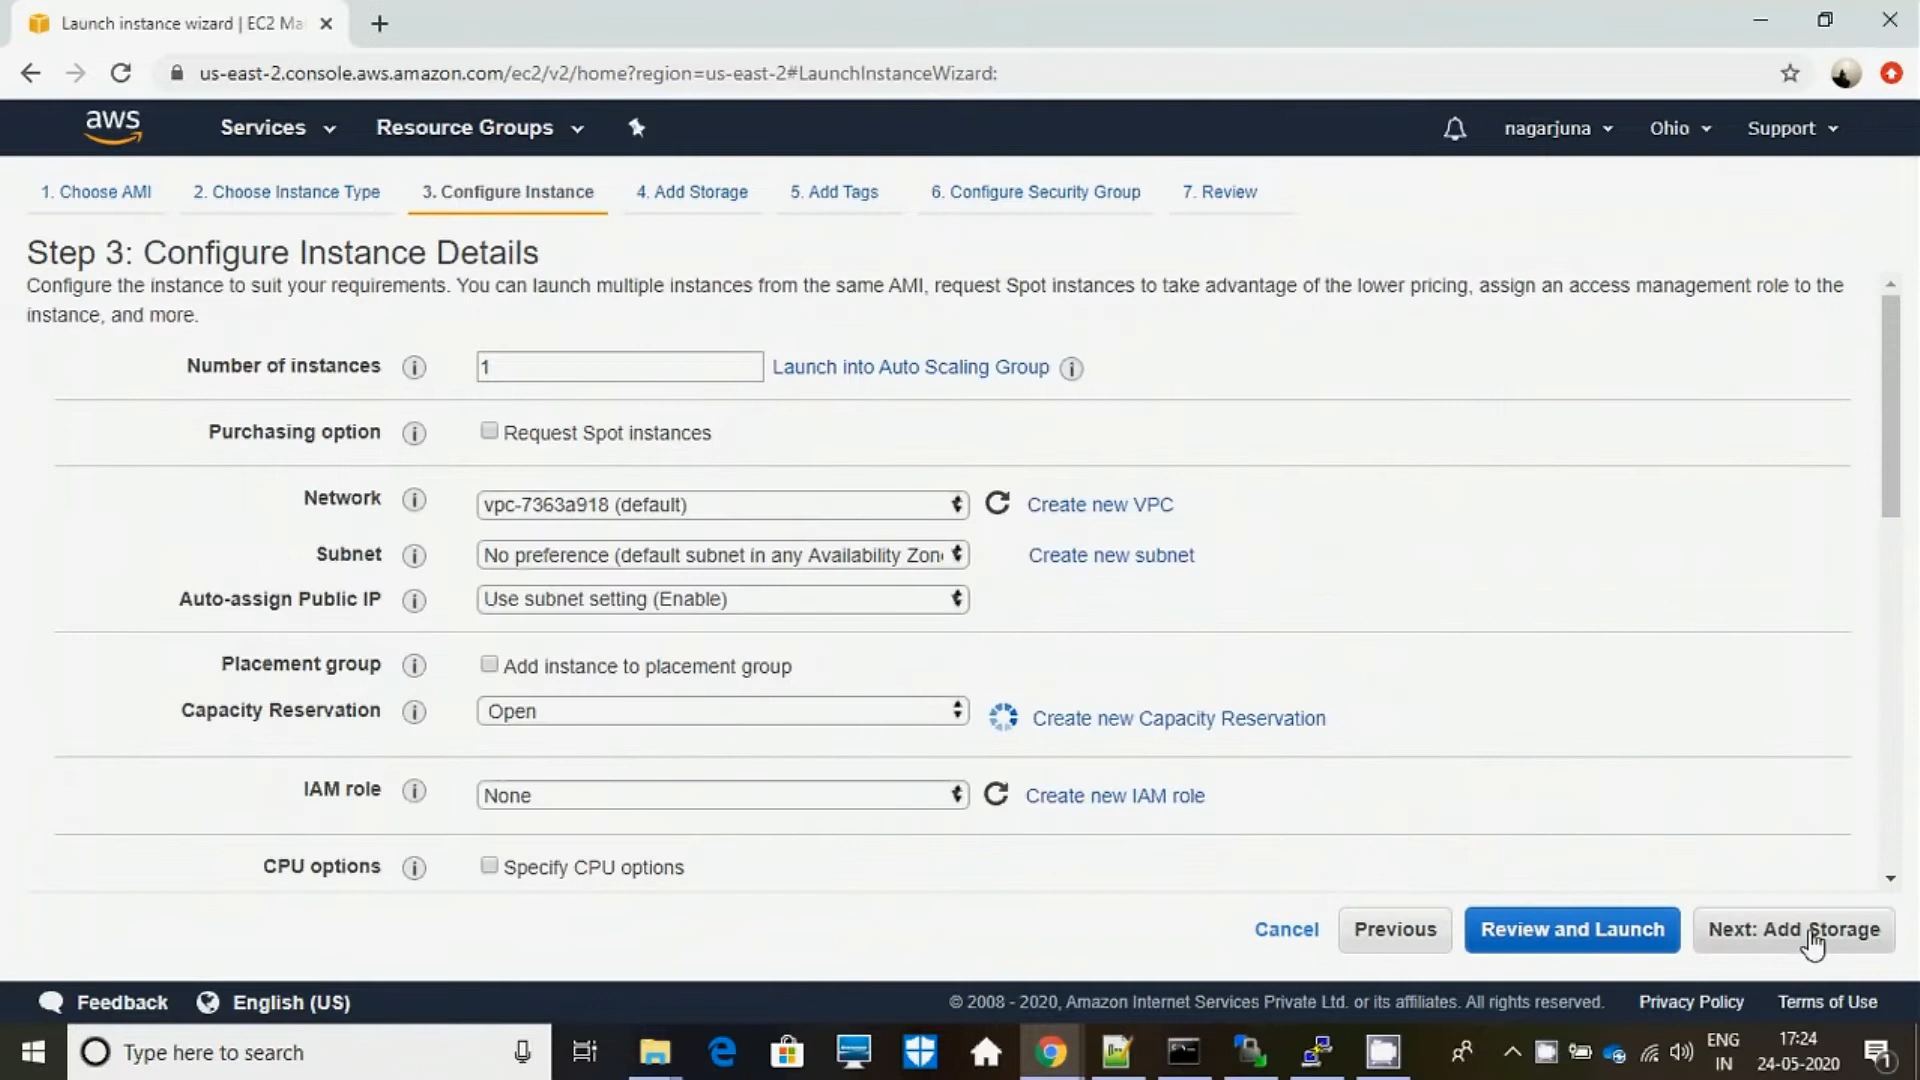 Launch instance wizard | EC2 Ma
us-east-2.console.aws.amazon.com/ec2/v2/home?region=us-east-2#LaunchInstanceWizard:
aws Services Resource Groups nagarjuna Ohio Support
1. Choose AMI 2. Choose Instance Type 3. Configure Instance 4. Add Storage 5. Add Tags 6. Configure Security Group 7. Review
Step 3: Configure Instance Details
Configure the instance to suit your requirements. You can launch multiple instances from the same AMI, request Spot instances to take advantage of the lower pricing, assign an access management role to the
instance, and more.
Number of instances 1 Launch into Auto Scaling Group
Purchasing option Request Spot instances
Network vpc-7363a918 (default) Create new VPC
Subnet No preference (default subnet in any Availability Zon Create new subnet
Auto-assign Public IP Use subnet setting (Enable)
Placement group Add instance to placement group
Capacity Reservation Open Create new Capacity Reservation
IAM role None Create new IAM role
CPU options Specify CPU options
Cancel Previous Review and Launch Next: Add Storage
Feedback English (US) © 2008 - 2020, Amazon Internet Services Private Ltd. or its affiliates. All rights reserved. Privacy Policy Terms of Use
Type here to search
ENG 17:24
IN 24-05-2020 1